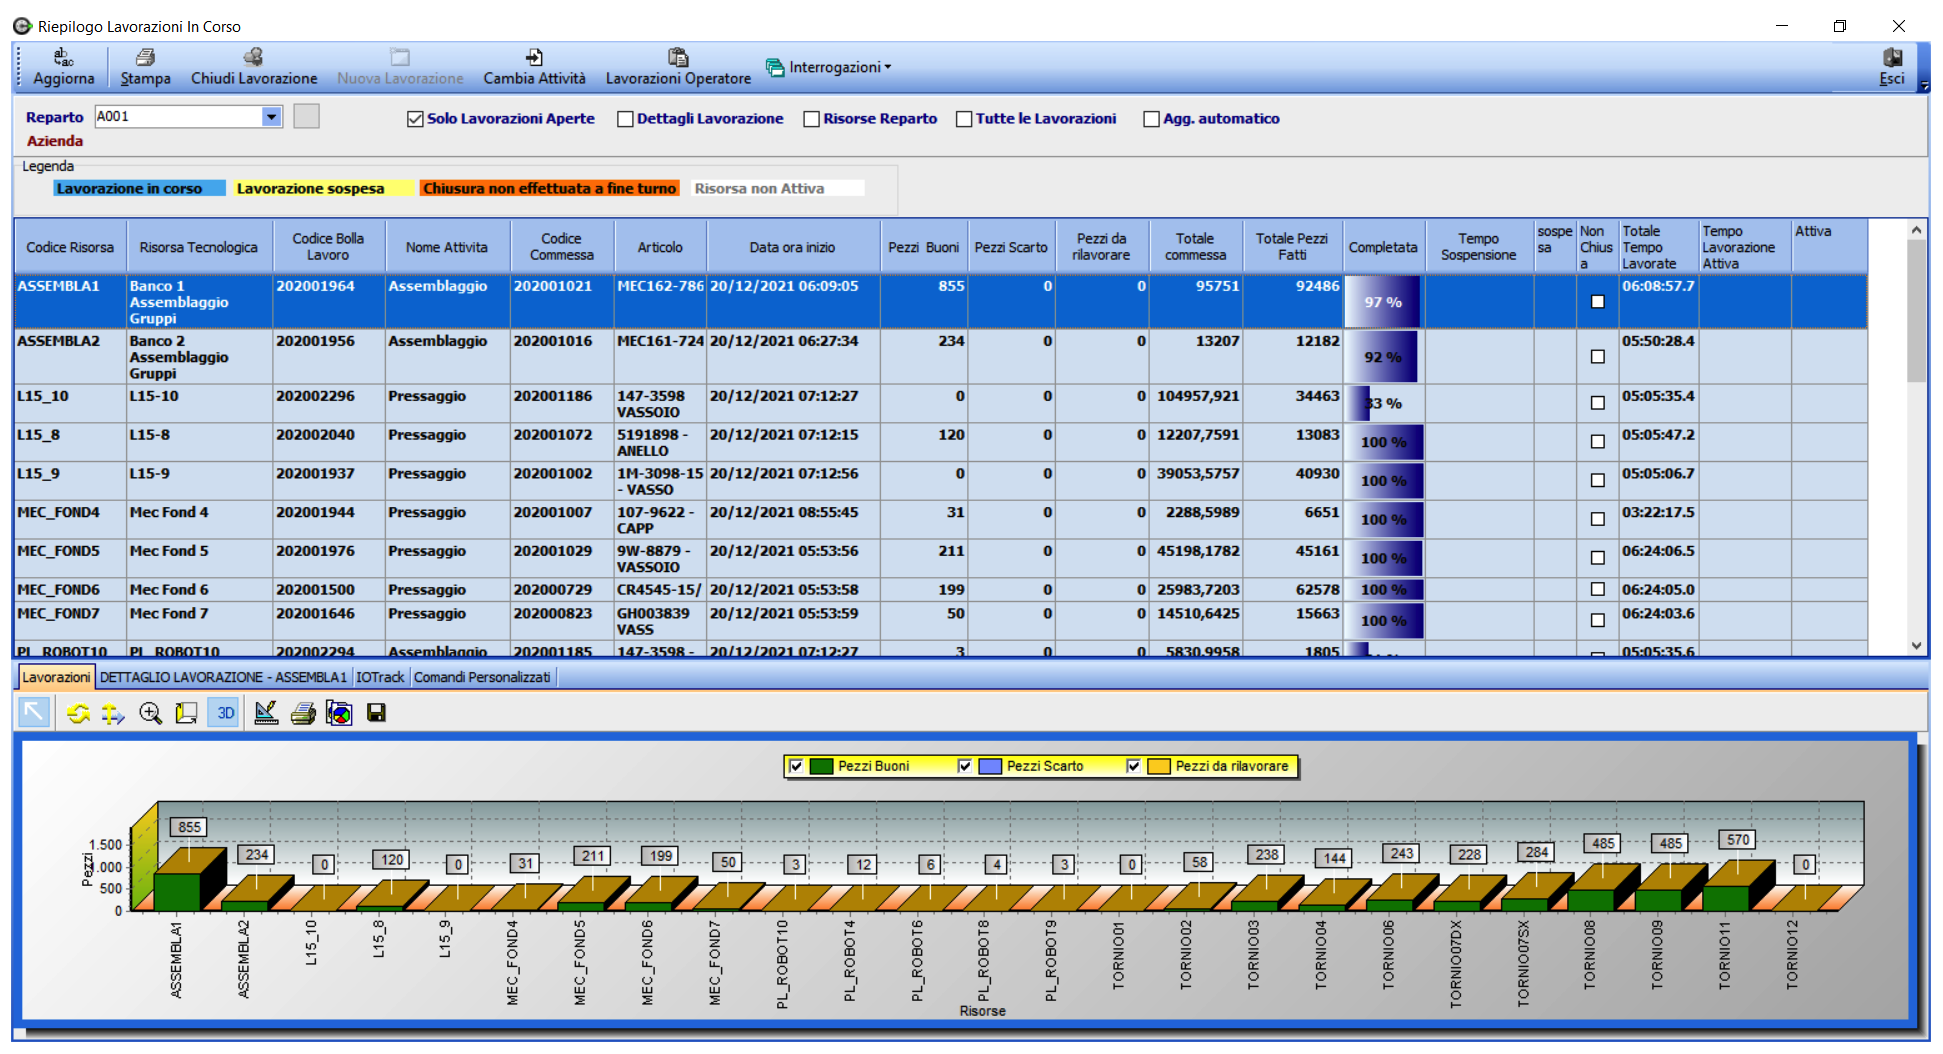 Riepilogo Lavorazioni In Corso
Aggiorna Stampa Chiudi Lavorazione Nuova Lavorazione Cambia Attività Lavorazioni Operatore Interrogazioni Esci
Reparto A001 Solo Lavorazioni Aperte Dettagli Lavorazione Risorse Reparto Tutte le Lavorazioni Agg. automatico
Azienda
Legenda
Lavorazione in corso Lavorazione sospesa Chiusura non effettuata a fine turno Risorsa non Attiva
Codice Risorsa Risorsa Tecnologica Codice Bolla Lavoro Nome Attivita Codice Commessa Articolo Data ora inizio Pezzi Buoni Pezzi Scarto Pezzi da rilavorare Totale commessa Totale Pezzi Fatti Completata Tempo Sospensione sospe sa Non Chius a Totale Tempo Lavorate Tempo Lavorazione Attiva Attiva
ASSEMBLA1 Banco 1 Assemblaggio Gruppi 202001964 Assemblaggio 202001021 MEC162-786 20/12/2021 06:09:05 855 0 0 95751 92486 97 % 06:08:57.7
ASSEMBLA2 Banco 2 Assemblaggio Gruppi 202001956 Assemblaggio 202001016 MEC161-724 20/12/2021 06:27:34 234 0 0 13207 12182 92 % 05:50:28.4
L15_10 L15-10 202002296 Pressaggio 202001186 147-3598 VASSOIO 20/12/2021 07:12:27 0 0 0 104957,921 34463 33 % 05:05:35.4
L15_8 L15-8 202002040 Pressaggio 202001072 5191898 - ANELLO 20/12/2021 07:12:15 120 0 0 12207,7591 13083 100 % 05:05:47.2
L15_9 L15-9 202001937 Pressaggio 202001002 1M-3098-15 - VASSO 20/12/2021 07:12:56 0 0 0 39053,5757 40930 100 % 05:05:06.7
MEC_FOND4 Mec Fond 4 202001944 Pressaggio 202001007 107-9622 - CAPP 20/12/2021 08:55:45 31 0 0 2288,5989 6651 100 % 03:22:17.5
MEC_FOND5 Mec Fond 5 202001976 Pressaggio 202001029 9W-8879 - VASSOIO 20/12/2021 05:53:56 211 0 0 45198,1782 45161 100 % 06:24:06.5
MEC_FOND6 Mec Fond 6 202001500 Pressaggio 202000729 CR4545-15/ 20/12/2021 05:53:58 199 0 0 25983,7203 62578 100 % 06:24:05.0
MEC_FOND7 Mec Fond 7 202001646 Pressaggio 202000823 GH003839 VASS 20/12/2021 05:53:59 50 0 0 14510,6425 15663 100 % 06:24:03.6
PL_ROBOT10 PL_ROBOT10 202002294 Assemblaggio 202001185 147-3598 - 20/12/2021 07:12:27 3 0 0 5830,9958 1805 05:05:35.6
Lavorazioni DETTAGLIO LAVORAZIONE - ASSEMBLA1 IOTrack Comandi Personalizzati
3D
Pezzi Buoni Pezzi Scarto Pezzi da rilavorare
Pezzi
1.500
.000
500
0
855 234 0 120 0 31 211 199 50 3 12 6 4 3 0 58 238 144 243 228 284 485 485 570 0
ASSEMBLA1 ASSEMBLA2 L15_10 L15_8 L15_9 MEC_FOND4 MEC_FOND5 MEC_FOND6 MEC_FOND7 PL_ROBOT10 PL_ROBOT4 PL_ROBOT6 PL_ROBOT8 PL_ROBOT9 TORNIO01 TORNIO02 TORNIO03 TORNIO04 TORNIO06 TORNIO07DX TORNIO07SX TORNIO08 TORNIO09 TORNIO11 TORNIO12
Risorse